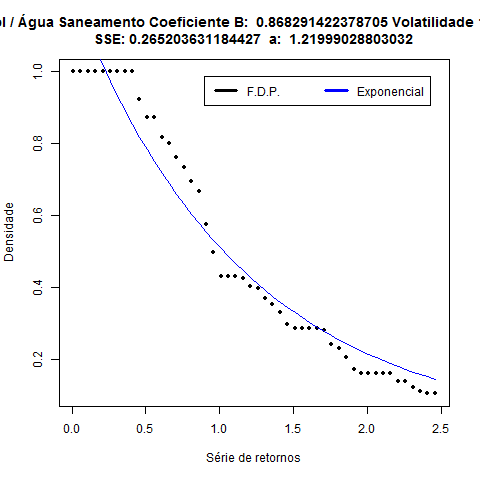 / Água Saneamento Coeficiente B: 0.868291422378705 Volatilidade
SSE: 0.265203631184427 a: 1.21999028803032
F.D.P.
Exponencial
Densidade
1.0
0.8
0.6
0.4
0.2
0.0
0.5
1.0
1.5
2.0
2.5
Série de retornos